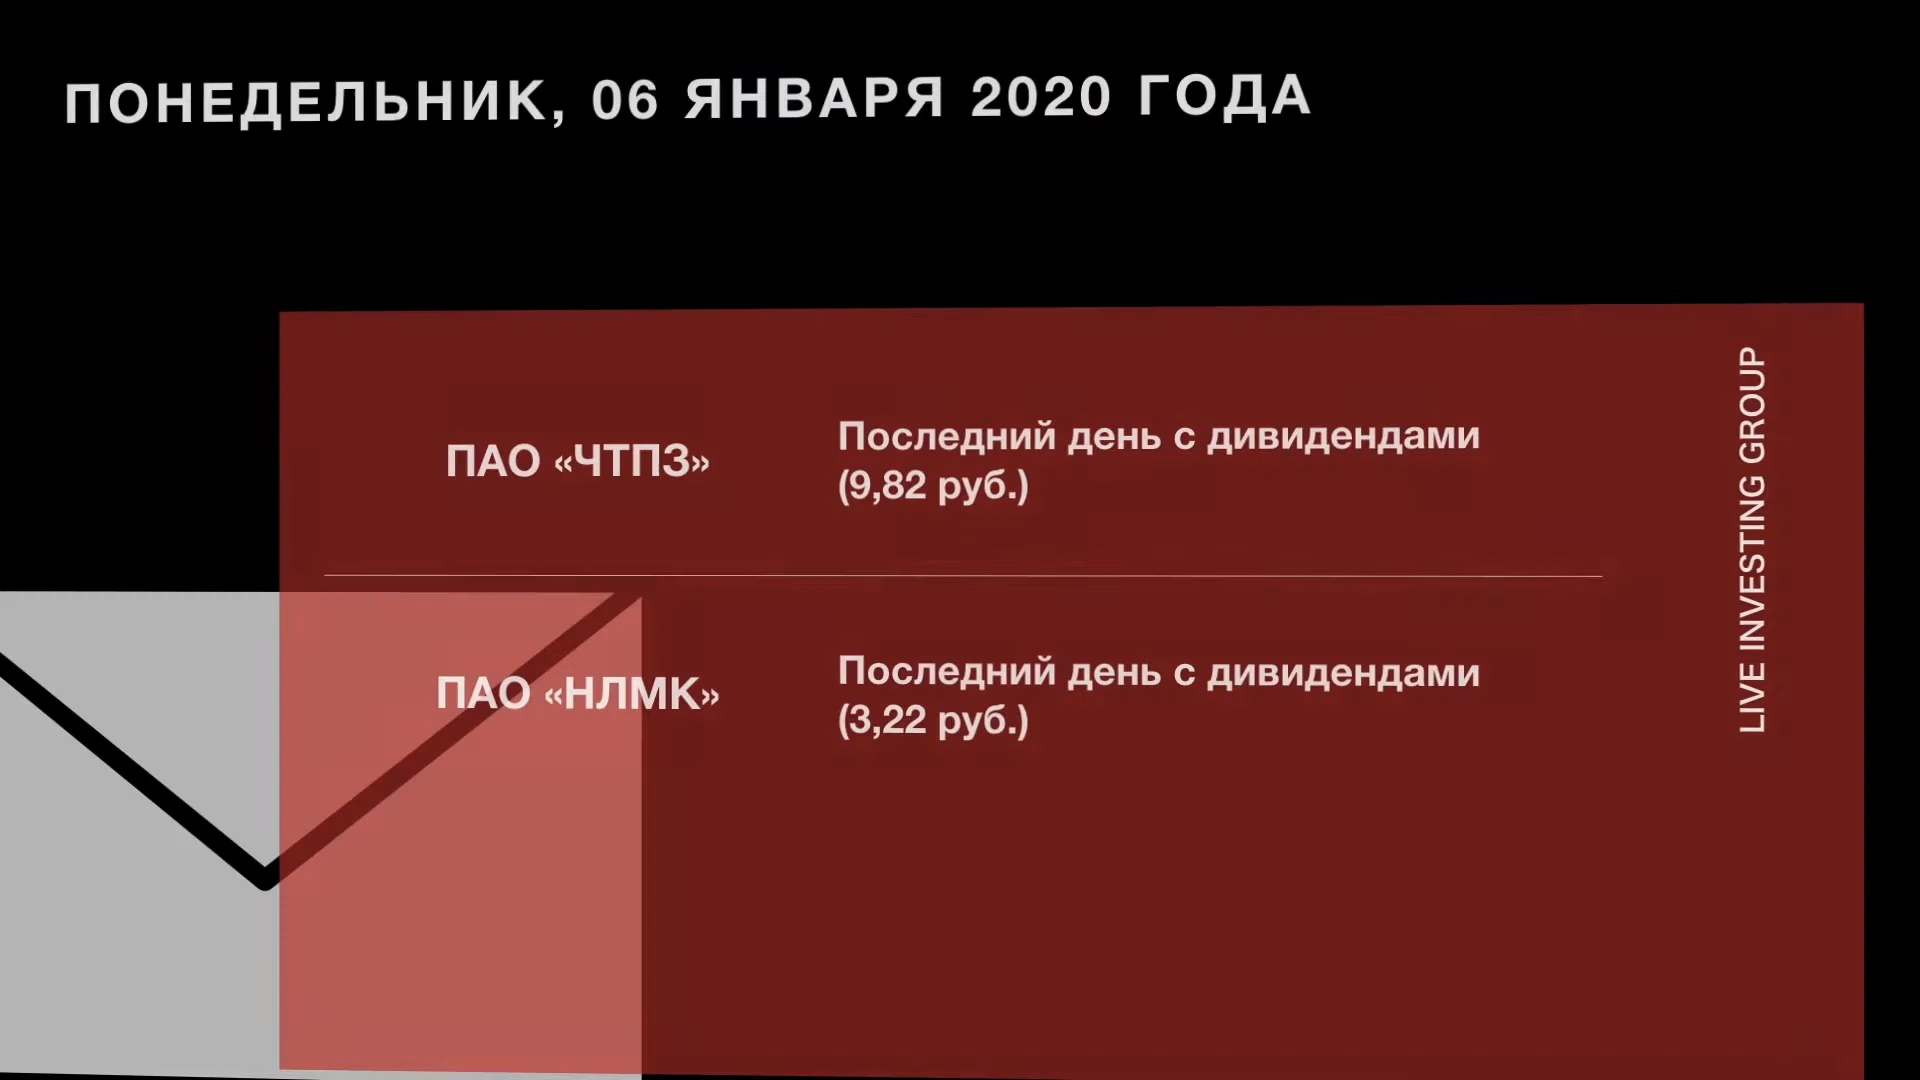 ПОНЕДЕЛЬНИК, 06 ЯНВАРЯ 2020 ГОДА
ПАО «ЧТПЗ»
Последний день с дивидендами
(9,82 руб.)
ПАО «НЛМК»
Последний день с дивидендами
(3,22 руб.)
LIVE INVESTING GROUP